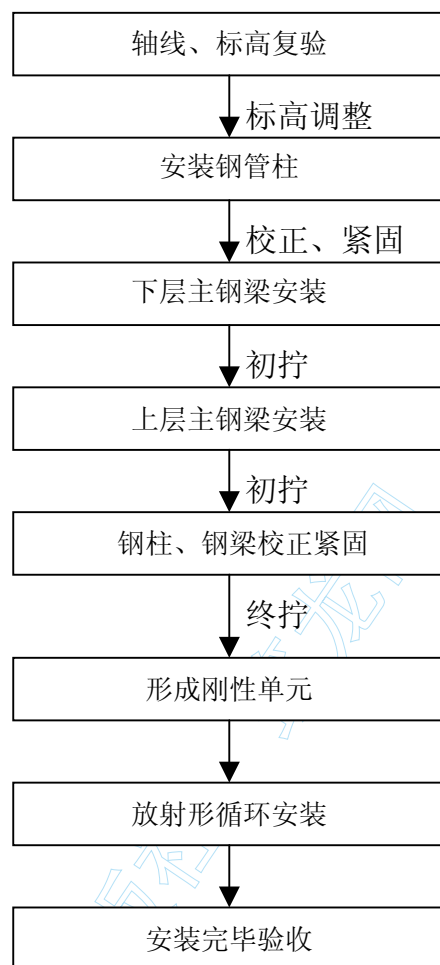 轴线、标高复验
标高调整
安装钢管柱
校正、紧固
下层主钢梁安装
初拧
上层主钢梁安装
初拧
钢柱、钢梁校正紧固
终拧
形成刚性单元
放射形循环安装
安装完毕验收